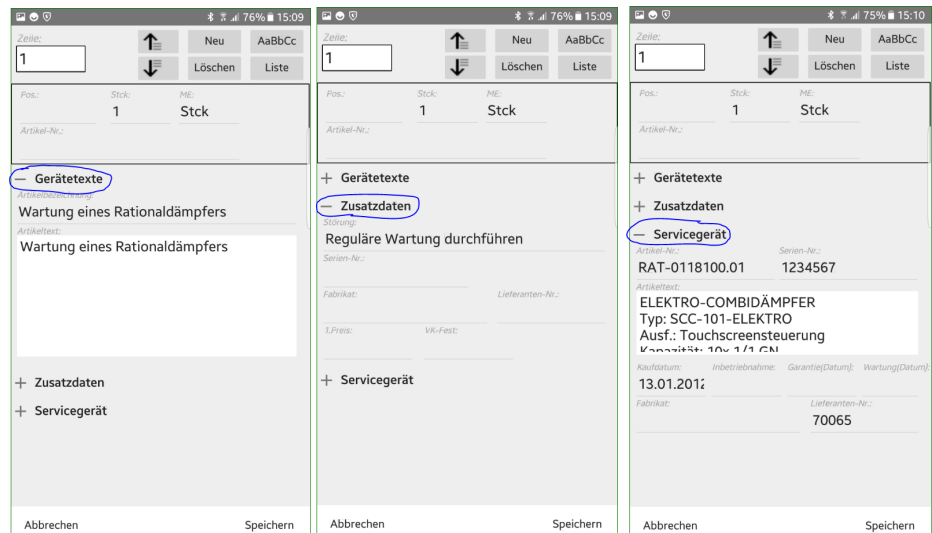 76% 15:09
Zeile:
1
Neu
AaBbCc
Löschen
Liste
Pos.:
Stck:
ME:
1
Stck
Artikel-Nr.:
— Gerätetexte
Artikelbezeichnung:
Wartung eines Rationaldämpfers
Artikeltext:
Wartung eines Rationaldämpfers
+ Zusatzdaten
+ Servicegerät
Abbrechen
Speichern
76% 15:09
Zeile:
1
Neu
AaBbCc
Löschen
Liste
Pos.:
Stck:
ME:
1
Stck
Artikel-Nr.:
+ Gerätetexte
— Zusatzdaten
Störung:
Reguläre Wartung durchführen
Serien-Nr.:
Fabrikat:
Lieferanten-Nr.:
1.Preis:
VK-Fest:
+ Servicegerät
Abbrechen
Speichern
75% 15:10
Zeile:
1
Neu
AaBbCc
Löschen
Liste
Pos.:
Stck:
ME:
1
Stck
Artikel-Nr.:
+ Gerätetexte
+ Zusatzdaten
— Servicegerät
Artikel-Nr.:
Serien-Nr.:
RAT-0118100.01
1234567
Artikeltext:
ELEKTRO-COMBIDÄMPFER
Typ: SCC-101-ELEKTRO
Ausf.: Touchscreensteuerung
Kapazität: 10x 1/1 GN
Kaufdatum:
Inbetriebnahme:
Garantie(Datum):
Wartung(Datum):
13.01.2012
Fabrikat:
Lieferanten-Nr.:
70065
Abbrechen
Speichern